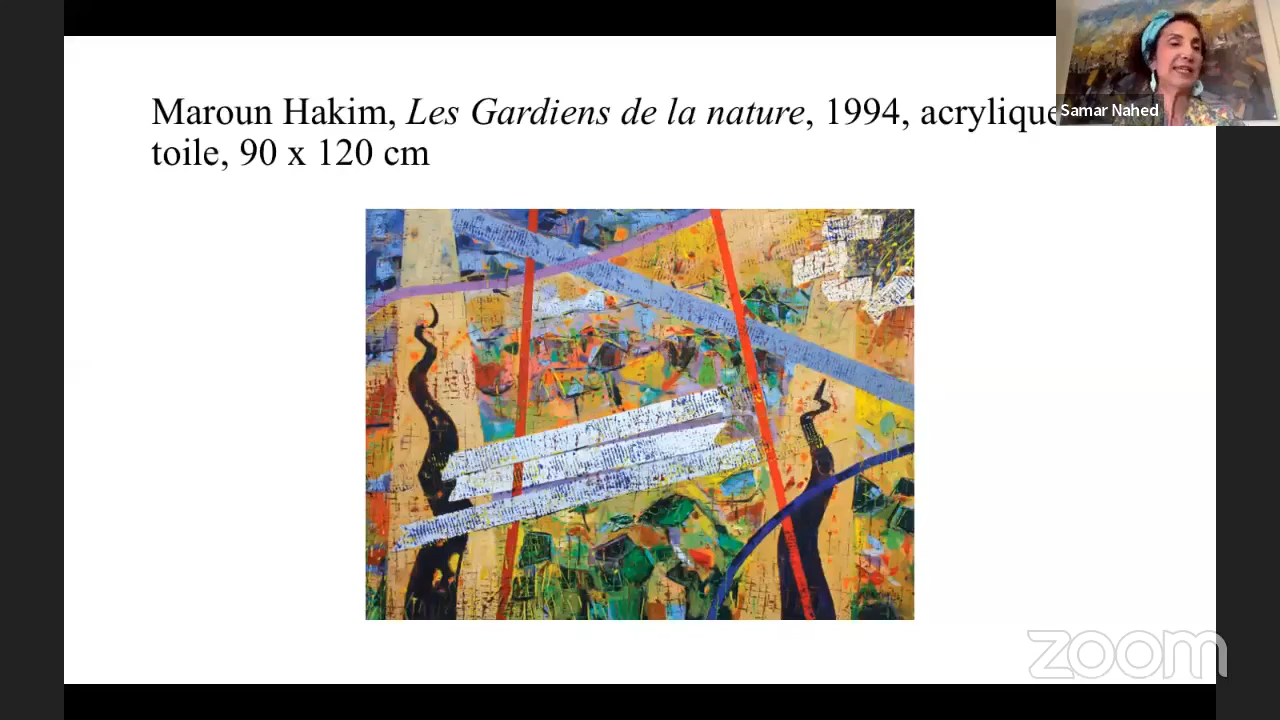 Maroun Hakim, Les Gardiens de la nature, 1994, acrylique
toile, 90 x 120 cm
Samar Nahed
zoom